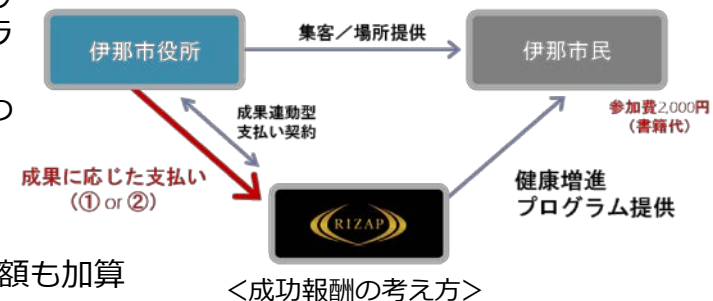 ラ
伊那市役所
集客／場所提供
伊那市民
つ
成果連動型
支払い契約
参加費2,000円
（書籍代）
成果に応じた支払い
（① or ②）
RIZAP
健康増進
プログラム提供
額も加算
＜成功報酬の考え方＞